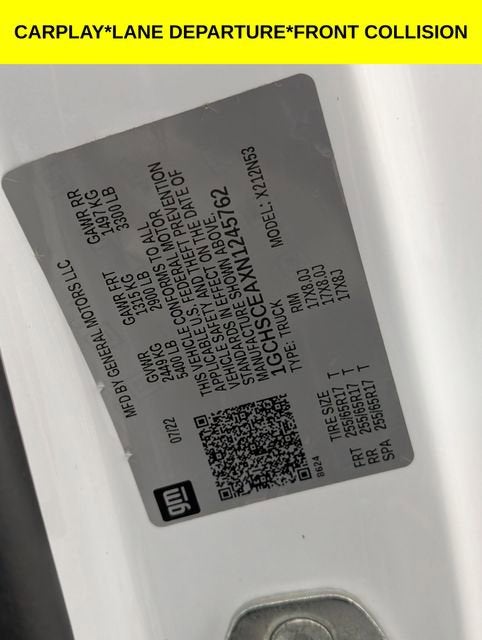 CARPLAY*LANE DEPARTURE*FRONT COLLISION
MFD BY GENERAL MOTORS LLC
07/22
GVWR
2449 KG
5400 LB
GAWR FRT
1315 KG
2900 LB
GAWR RR
1497 KG
3300 LB
THIS VEHICLE CONFORMS TO ALL
APPLICABLE U.S. FEDERAL MOTOR
VEHICLE SAFETY AND THEFT PREVENTION
STANDARDS IN EFFECT ON THE DATE OF
MANUFACTURE SHOWN ABOVE.
1GCHSCEAXN1245762
TYPE: TRUCK
MODEL: X212N53
TIRE SIZE RIM
FRT 255/65R17 T 17X8.0J
RR 255/65R17 T 17X8.0J
SPA 255/65R17 T 17X8J
8624
gm